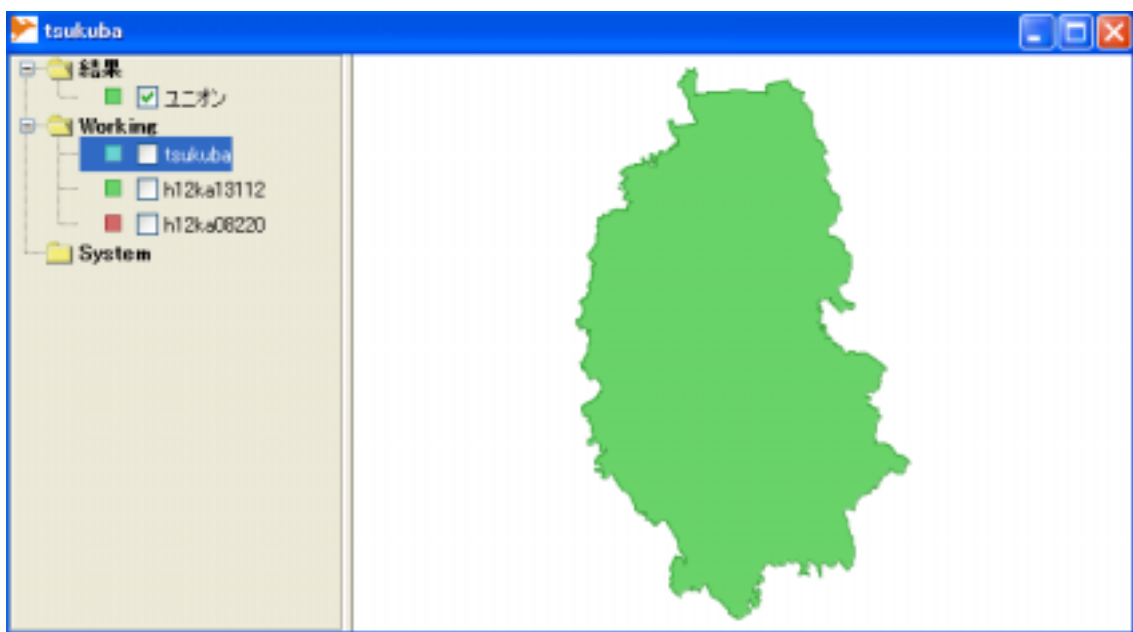 tsukuba
結果
ユニオン
Working
tsukuba
h12ka13112
h12ka08220
System